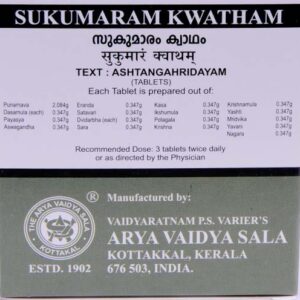 SUKUMARAM KWATHAM
സുകുമാരം ക്വാഥം
सुकुमारं क्वाथम्
TEXT : ASHTANGAHRIDAYAM
(TABLETS)
Each Tablet is prepared out of
Punarnava 2.084g Eranda 0.347g Kasa 0.347g Krishnamula 0.347g
Dasamula (each) 0.347g Satavari 0.347g Ikshumula 0.347g Yashti 0.347g
Payasya 0.347g Dvidarbha (each) 0.347g Potagala 0.347g Mridvika 0.347g
Aswagandha 0.347g Sara 0.347g Krishna 0.347g Yavani 0.347g
Nagara 0.347g
Recommended Dose: 3 tablets twice daily
or as directed by the Physician
®
THE ARYA VAIDYA SALA
KOTTAKKAL
ESTD. 1902
Manufactured by:
VAIDYARATNAM P.S. VARIER'S
ARYA VAIDYA SALA
KOTTAKKAL, KERALA
676 503, INDIA.